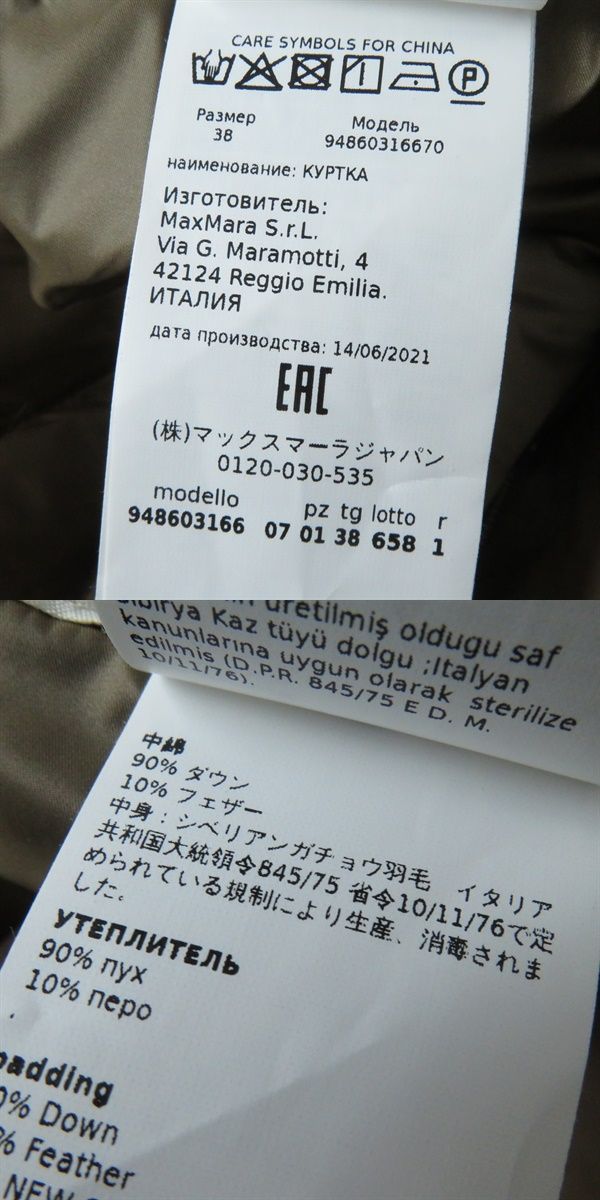 CARE SYMBOLS FOR CHINA
P
Размер
38
Модель
94860316670
наименование: КУРТКА
Изготовитель:
MaxMara S.r.L.
Via G. Maramotti, 4
42124 Reggio Emilia.
ИТАЛИЯ
дата производства: 14/06/2021
EAC
(株)マックスマーラジャパン
0120-030-535
modello pz tg lotto r
948603166 07 01 38 658 1
üretilmiş oldugu saf
Kaz tüyü dolgu ;Italyan
kanunlarına uygun olarak sterilize
edilmis (D.P.R. 845/75 E D. M.
10/11/76).
中綿
90% ダウン
10% フェザー
中身：シベリアンガチョウ羽毛 イタリア
共和国大統領令845/75 省令10/11/76で定
められている規制により生産、消毒されま
した。
УТЕПЛИТЕЛЬ
90% пух
10% перо
padding
0% Down
% Feather
NEW